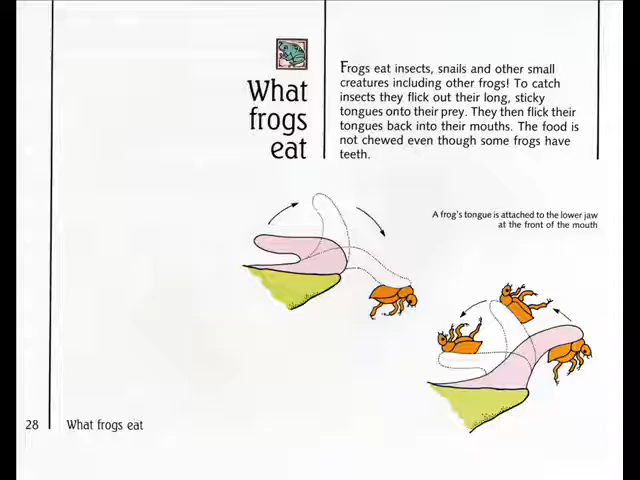 What
frogs
eat
Frogs eat insects, snails and other small
creatures including other frogs! To catch
insects they flick out their long, sticky
tongues onto their prey. They then flick their
tongues back into their mouths. The food is
not chewed even though some frogs have
teeth.
A frog's tongue is attached to the lower jaw
at the front of the mouth
28
What frogs eat